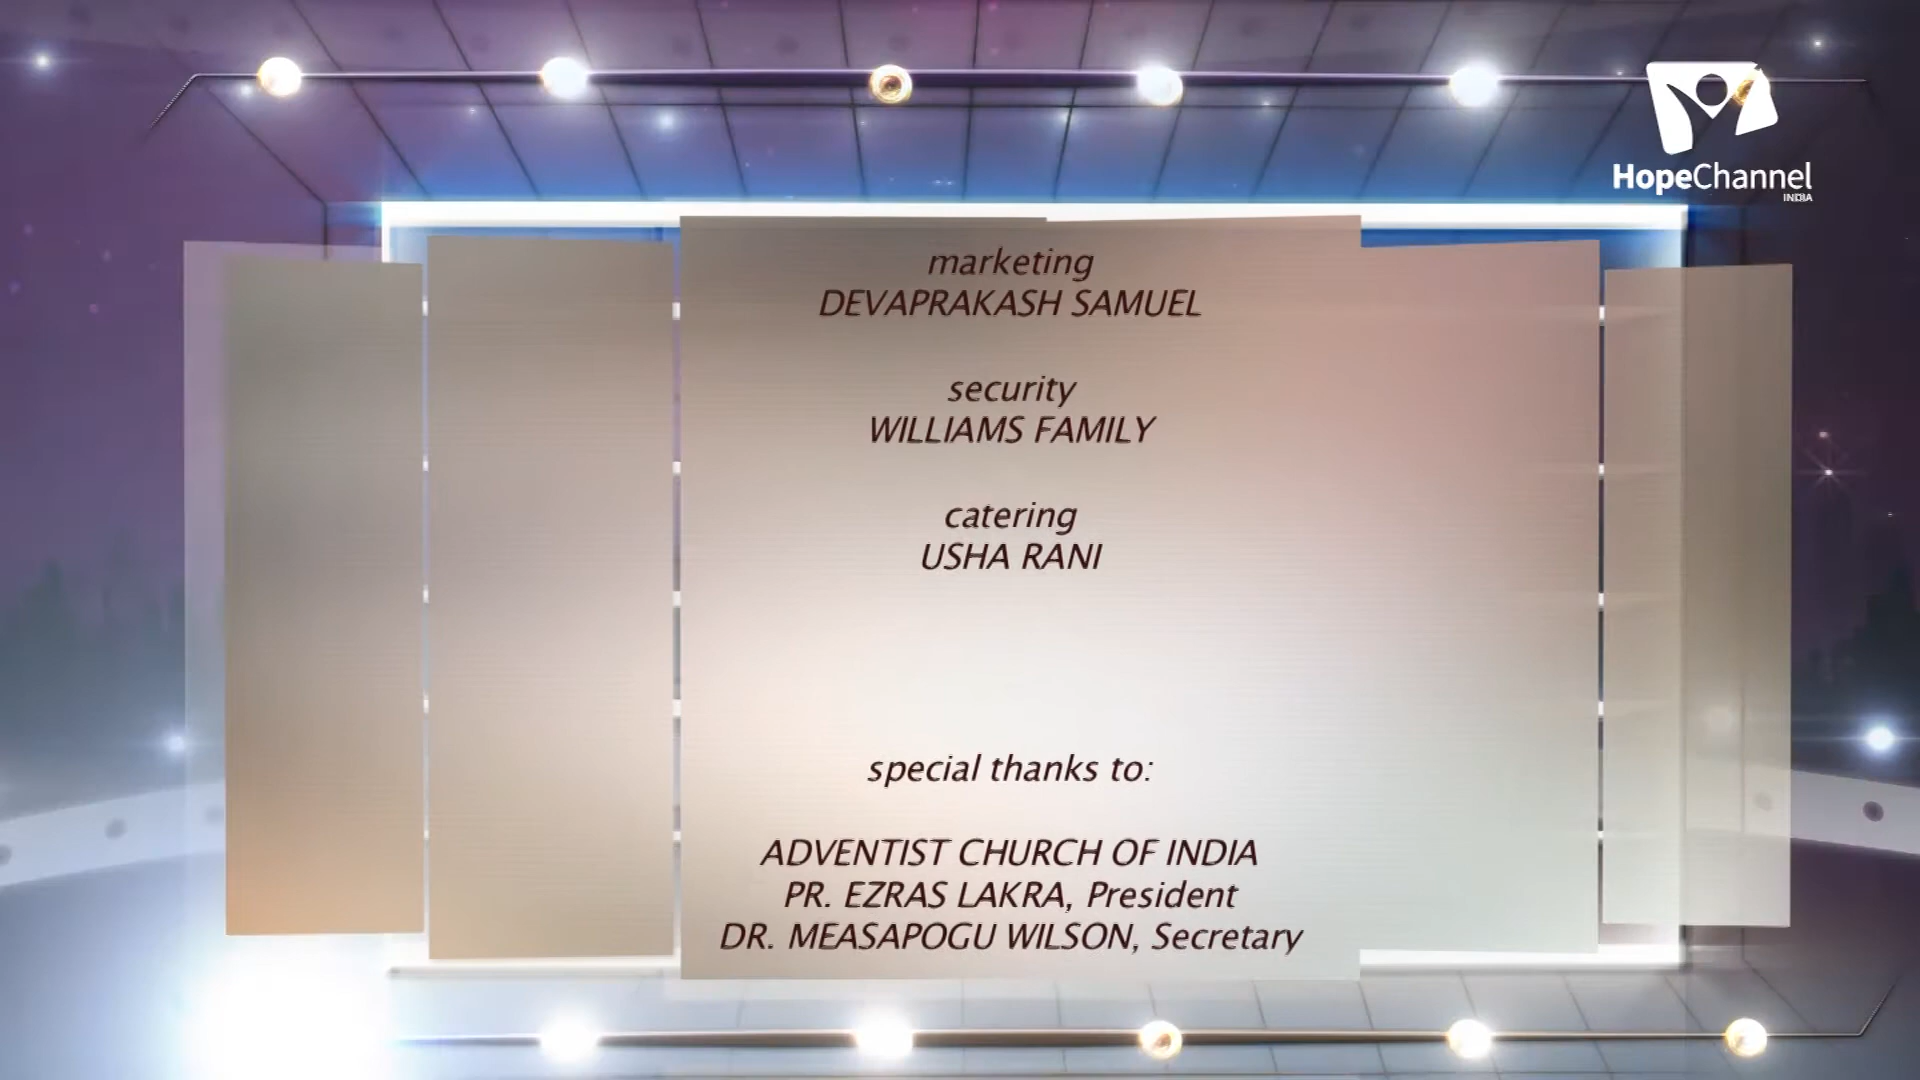 HopeChannel
INDIA
marketing
DEVAPRAKASH SAMUEL
security
WILLIAMS FAMILY
catering
USHA RANI
special thanks to:
ADVENTIST CHURCH OF INDIA
PR. EZRAS LAKRA, President
DR. MEASAPOGU WILSON, Secretary